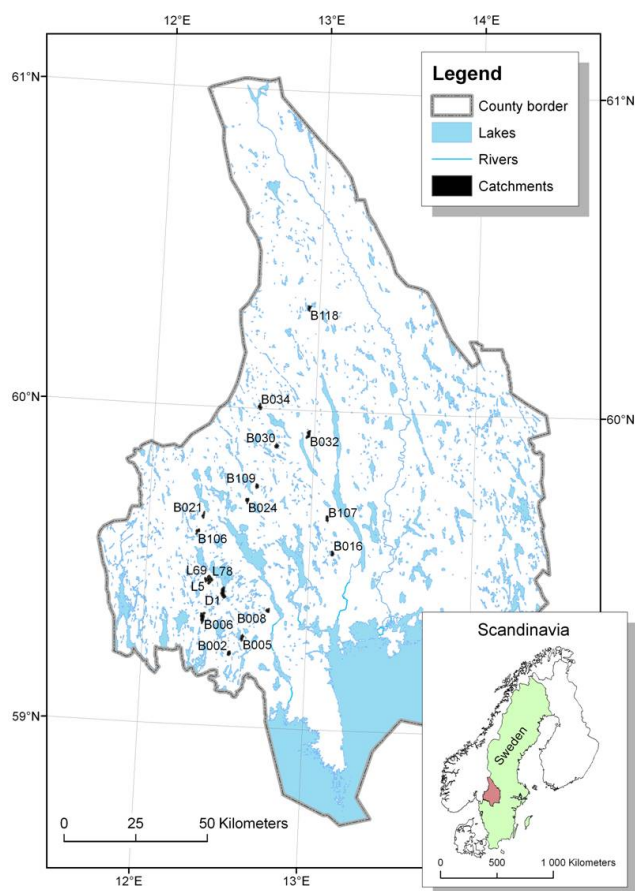 12°E 13°E 14°E
61°N
61°N
Legend
County border
Lakes
Rivers
Catchments
B118
60°N
B034
60°N
B030
B032
B109
B021
B024
B107
B106
B016
L69 L78
L5
D1
B008
B006
B002
B005
59°N
Scandinavia
Sweden
0 25 50 Kilometers
0 500 1 000 Kilometers
12°E 13°E